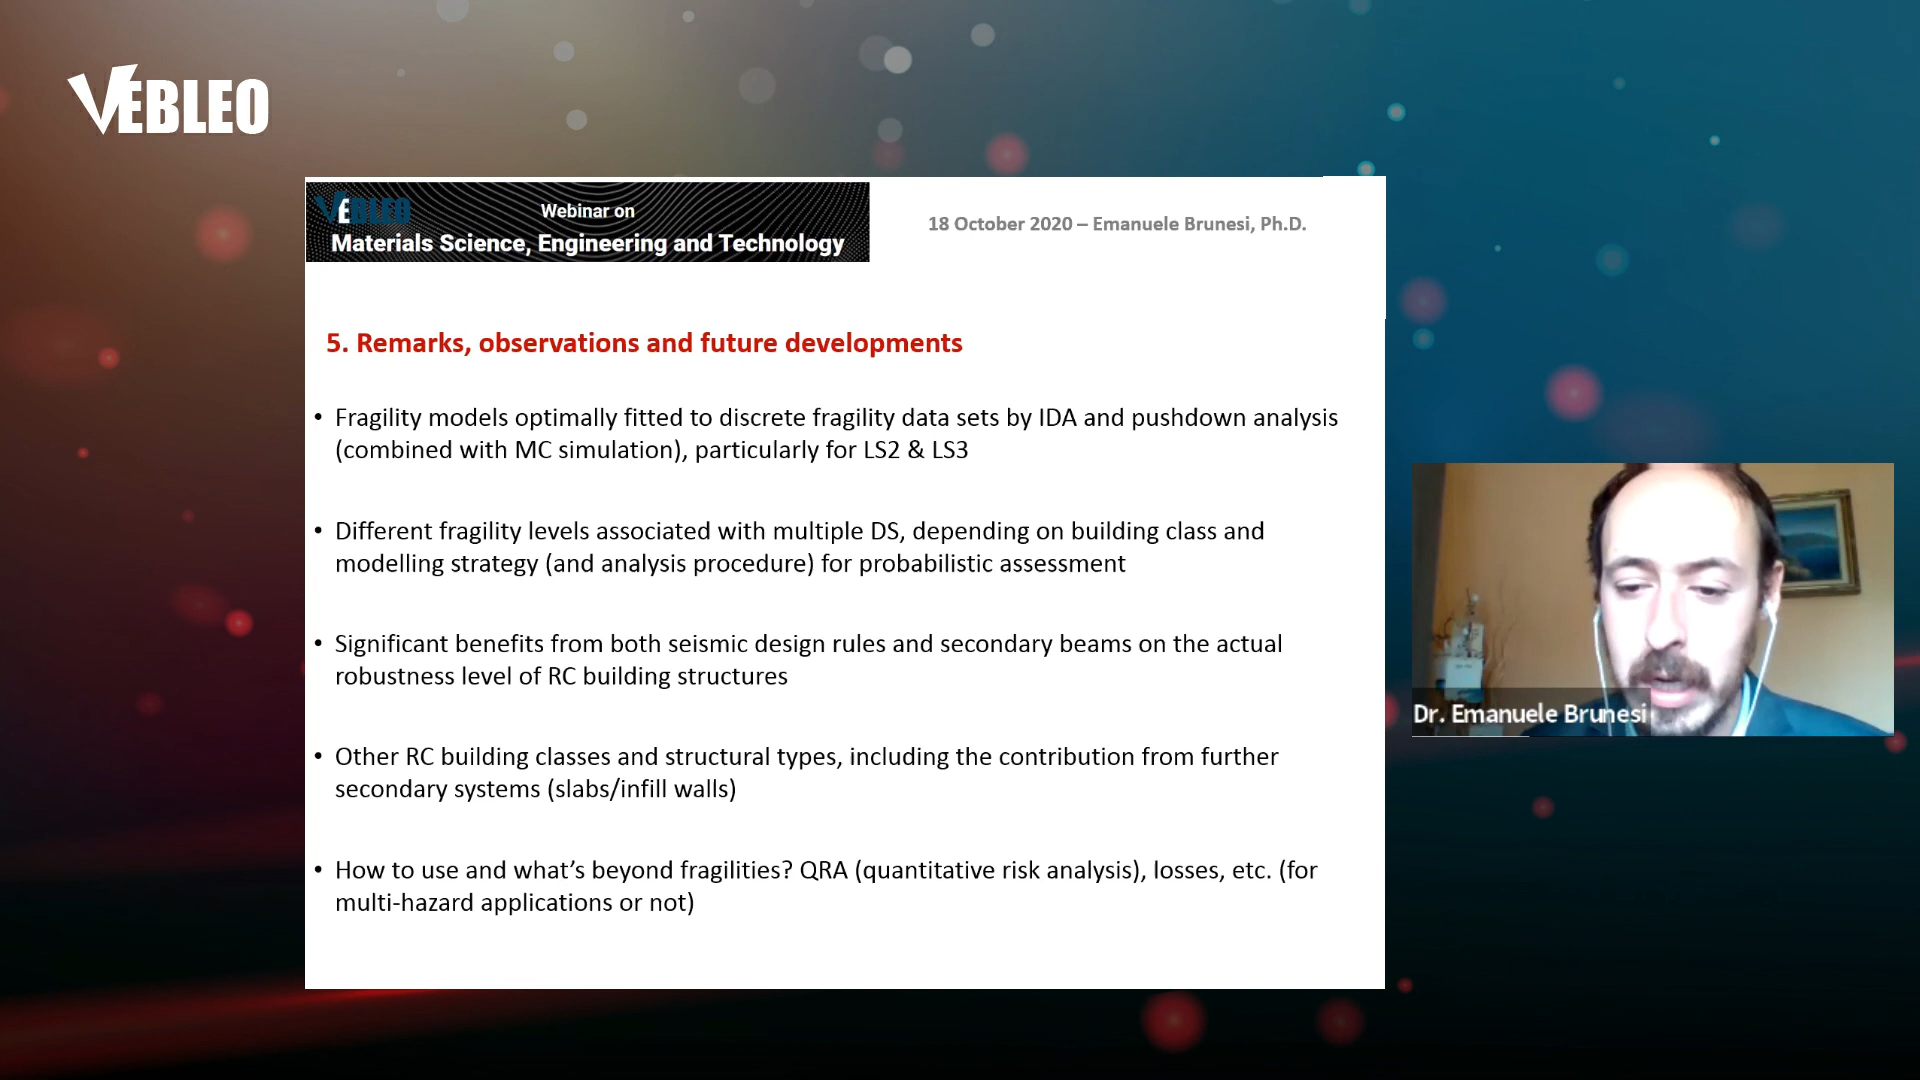 VEBLEO
VEBLEO
Webinar on
Materials Science, Engineering and Technology
18 October 2020 – Emanuele Brunesi, Ph.D.
5. Remarks, observations and future developments
• Fragility models optimally fitted to discrete fragility data sets by IDA and pushdown analysis
(combined with MC simulation), particularly for LS2 & LS3
• Different fragility levels associated with multiple DS, depending on building class and
modelling strategy (and analysis procedure) for probabilistic assessment
• Significant benefits from both seismic design rules and secondary beams on the actual
robustness level of RC building structures
• Other RC building classes and structural types, including the contribution from further
secondary systems (slabs/infill walls)
• How to use and what’s beyond fragilities? QRA (quantitative risk analysis), losses, etc. (for
multi-hazard applications or not)
Dr. Emanuele Brunesi